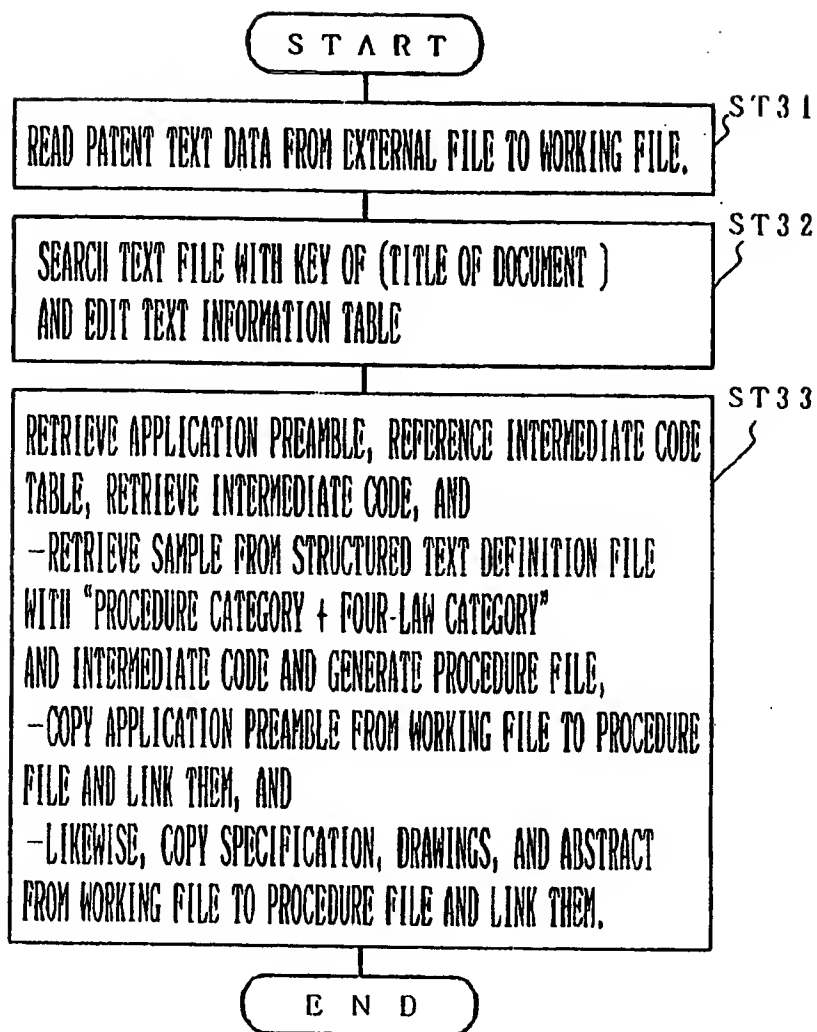 START
ST31
READ PATENT TEXT DATA FROM EXTERNAL FILE TO WORKING FILE.
ST32
SEARCH TEXT FILE WITH KEY OF (TITLE OF DOCUMENT )
AND EDIT TEXT INFORMATION TABLE
ST33
RETRIEVE APPLICATION PREAMBLE, REFERENCE INTERMEDIATE CODE
TABLE, RETRIEVE INTERMEDIATE CODE, AND
-RETRIEVE SAMPLE FROM STRUCTURED TEXT DEFINITION FILE
WITH "PROCEDURE CATEGORY + FOUR-LAW CATEGORY"
AND INTERMEDIATE CODE AND GENERATE PROCEDURE FILE,
-COPY APPLICATION PREAMBLE FROM WORKING FILE TO PROCEDURE
FILE AND LINK THEM, AND
-LIKEWISE, COPY SPECIFICATION, DRAWINGS, AND ABSTRACT
FROM WORKING FILE TO PROCEDURE FILE AND LINK THEM.
END